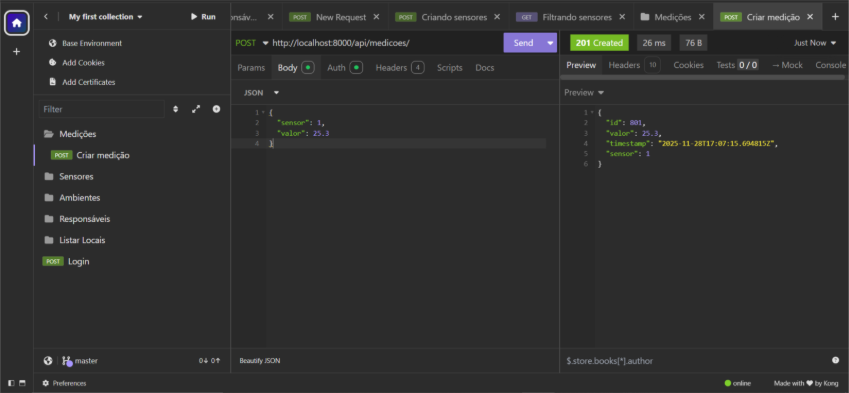 My first collection
Run
onsáv...
POST New Request
POST Criando sensores
GET Filtrando sensores
Medições
POST Criar medição
Base Environment
Add Cookies
Add Certificates
Filter
Medições
POST Criar medição
Sensores
Ambientes
Responsáveis
Listar Locais
POST Login
master
0 0
Preferences
POST http://localhost:8000/api/medicoes/
Send
Params Body Auth Headers 4 Scripts Docs
JSON
1 {
2 "sensor": 1,
3 "valor": 25.3
4 }
Beautify JSON
201 Created 26 ms 76 B Just Now
Preview Headers 10 Cookies Tests 0 / 0 → Mock Console
Preview
1 {
2 "id": 801,
3 "valor": 25.3,
4 "timestamp": "2025-11-28T17:07:15.694815Z",
5 "sensor": 1
6 }
$.store.books[*].author
online
Made with ♥ by Kong